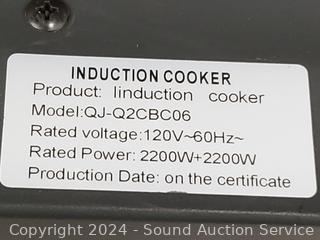 INDUCTION COOKER
Product: Iinduction cooker
Model:QJ-Q2CBC06
Rated voltage:120V~60Hz~
Rated Power: 2200W+2200W
Production Date: on the certificate
Copyright 2024 - Sound Auction Service